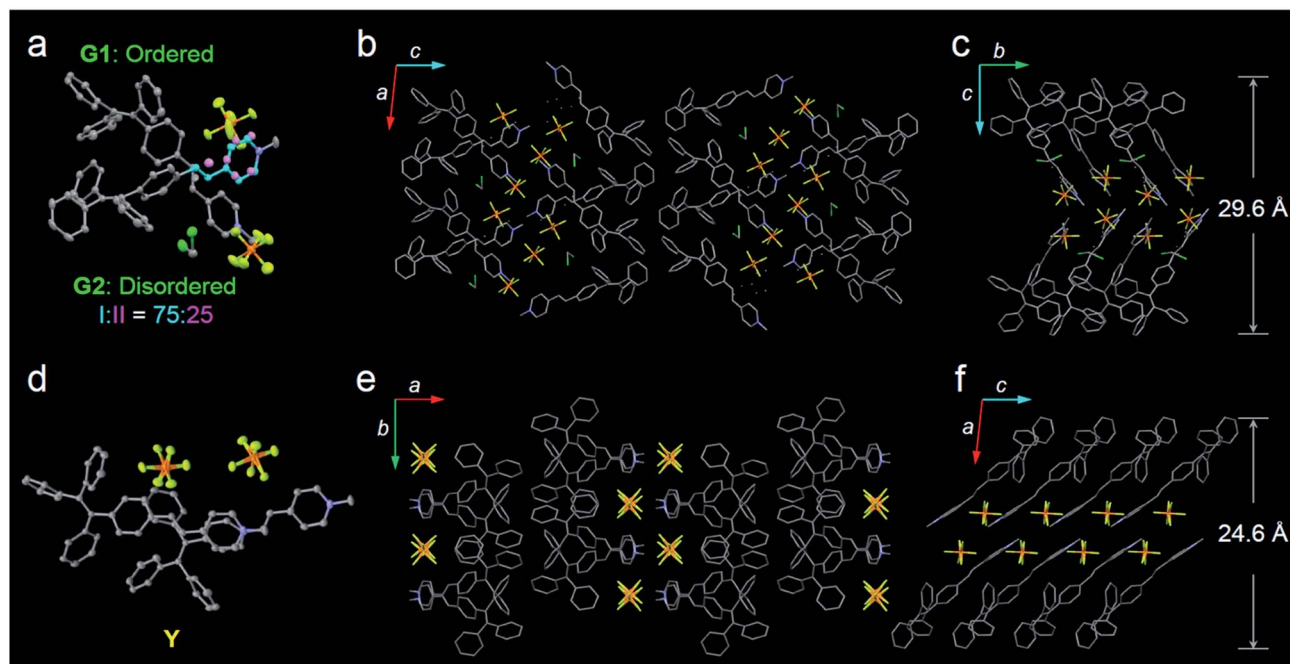 a
G1: Ordered
G2: Disordered
I:II = 75:25
b
c
a
c
b
c
29.6 Å
d
Y
e
a
b
f
c
a
24.6 Å